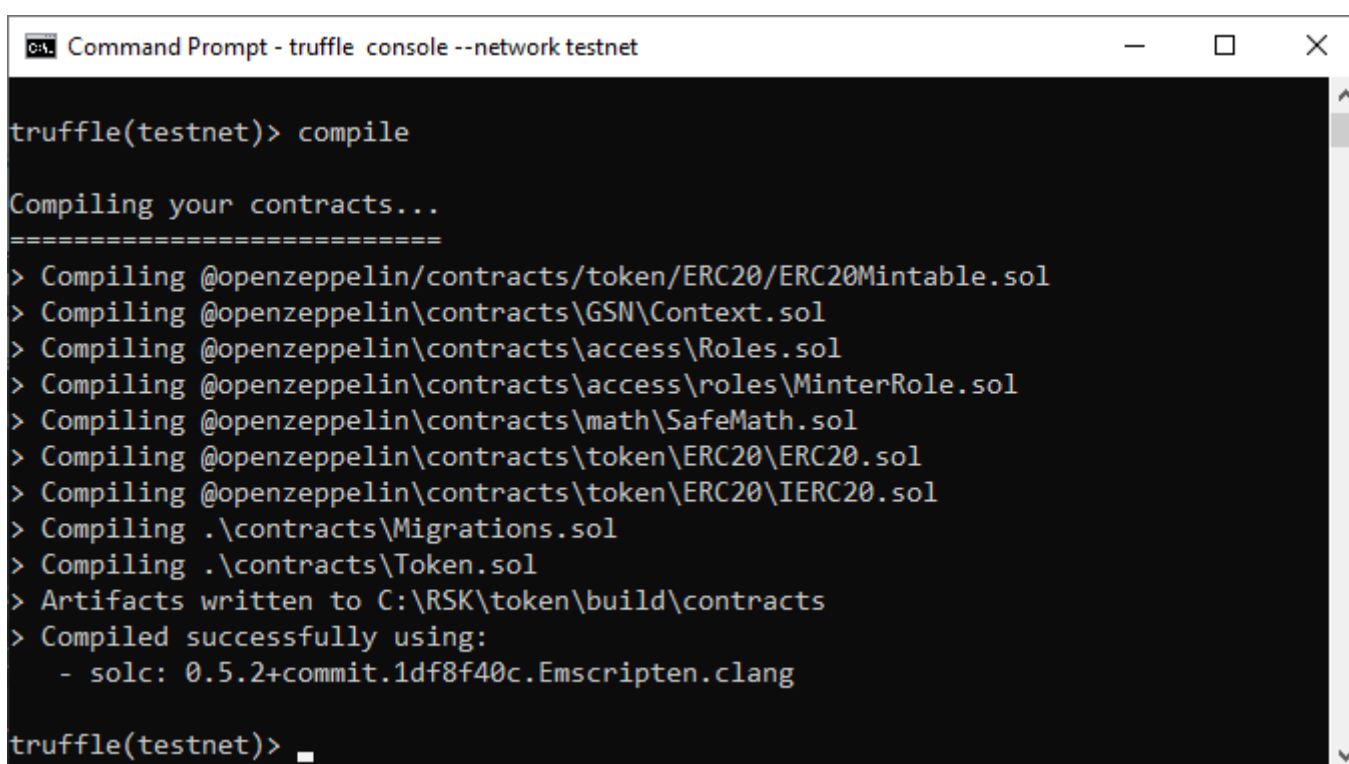 Command Prompt - truffle  console --network testnet
truffle(testnet)> compile
Compiling your contracts...
===========================
> Compiling @openzeppelin/contracts/token/ERC20/ERC20Mintable.sol
> Compiling @openzeppelin\contracts\GSN\Context.sol
> Compiling @openzeppelin\contracts\access\Roles.sol
> Compiling @openzeppelin\contracts\access\roles\MinterRole.sol
> Compiling @openzeppelin\contracts\math\SafeMath.sol
> Compiling @openzeppelin\contracts\token\ERC20\ERC20.sol
> Compiling @openzeppelin\contracts\token\ERC20\IERC20.sol
> Compiling .\contracts\Migrations.sol
> Compiling .\contracts\Token.sol
> Artifacts written to C:\RSK\token\build\contracts
> Compiled successfully using:
   - solc: 0.5.2+commit.1df8f40c.Emscripten.clang
truffle(testnet)>